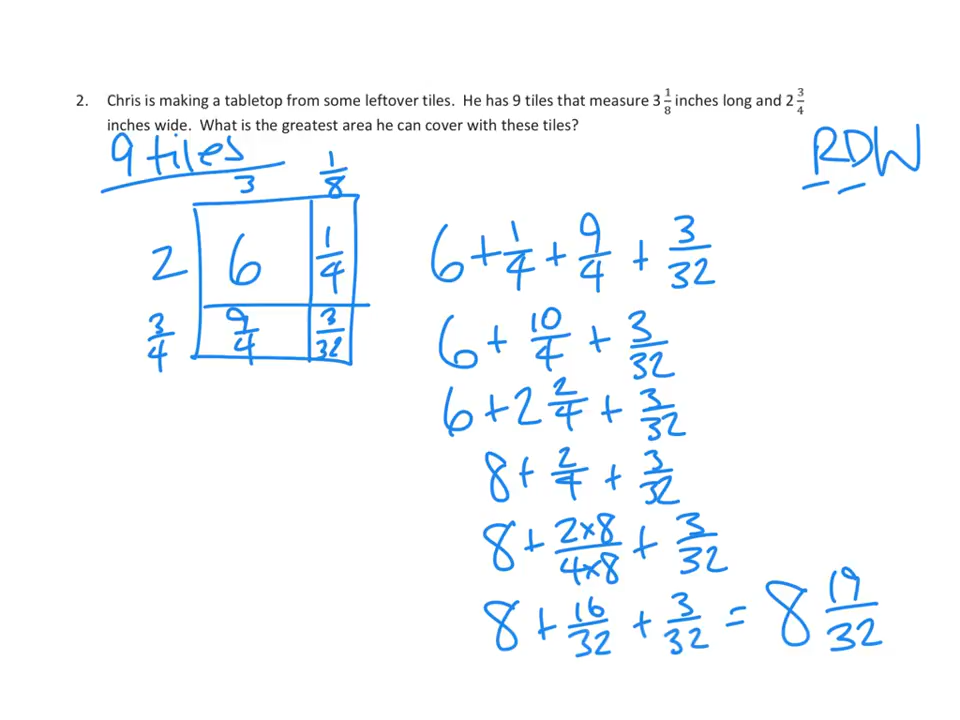 2. Chris is making a tabletop from some leftover tiles. He has 9 tiles that measure 3 1/8 inches long and 2 3/4
inches wide. What is the greatest area he can cover with these tiles?
9 tiles
RDW
3 1/8
2 6 1/4
3/4 9/4 3/32
6 + 1/4 + 9/4 + 3/32
6 + 10/4 + 3/32
6 + 2 2/4 + 3/32
8 + 2/4 + 3/32
8 + 2×8/4×8 + 3/32
8 + 16/32 + 3/32 = 8 19/32